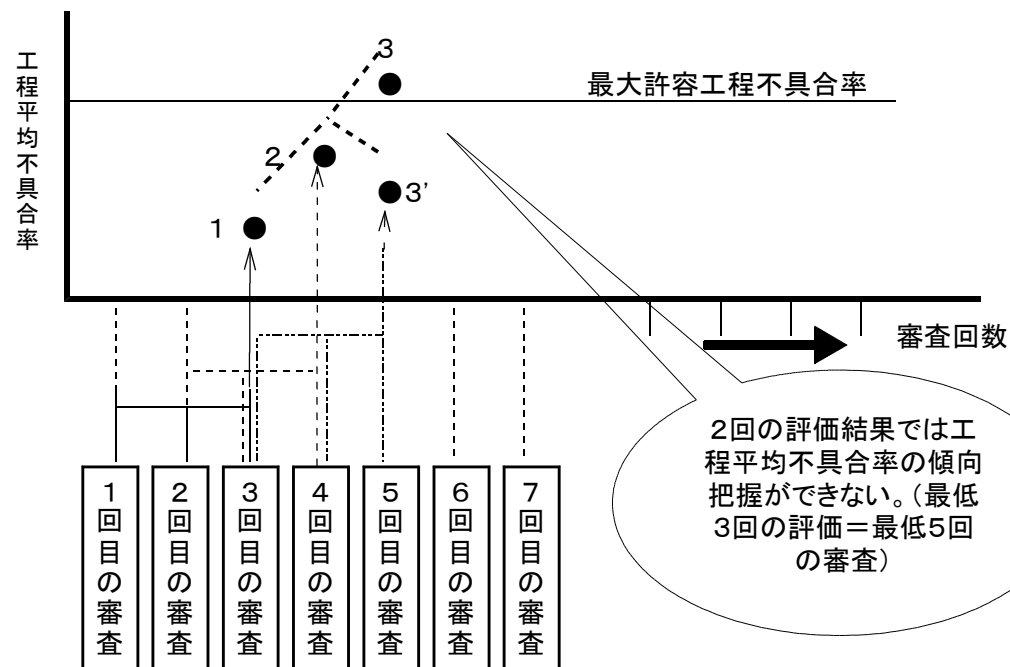 工程平均不具合率
3
最大許容工程不具合率
2
3'
1
審査回数
2回の評価結果では工
程平均不具合率の傾向
把握ができない。(最低
3回の評価=最低5回
の審査)
1回目の審査
2回目の審査
3回目の審査
4回目の審査
5回目の審査
6回目の審査
7回目の審査